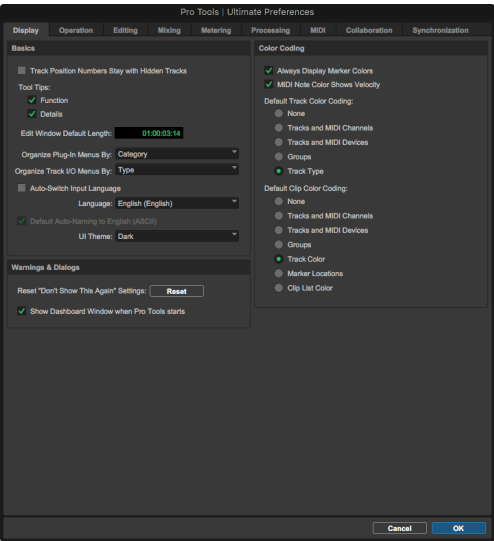 Pro Tools | Ultimate Preferences
Display Operation Editing Mixing Metering Processing MIDI Collaboration Synchronization
Basics
Track Position Numbers Stay with Hidden Tracks
Tool Tips:
Function
Details
Edit Window Default Length: 01:00:03:14
Organize Plug-In Menus By: Category
Organize Track I/O Menus By: Type
Auto-Switch Input Language
Language: English (English)
Default Auto-Naming to English (ASCII)
UI Theme: Dark
Warnings & Dialogs
Reset "Don't Show This Again" Settings: Reset
Show Dashboard Window when Pro Tools starts
Color Coding
Always Display Marker Colors
MIDI Note Color Shows Velocity
Default Track Color Coding:
None
Tracks and MIDI Channels
Tracks and MIDI Devices
Groups
Track Type
Default Clip Color Coding:
None
Tracks and MIDI Channels
Tracks and MIDI Devices
Groups
Track Color
Marker Locations
Clip List Color
Cancel OK